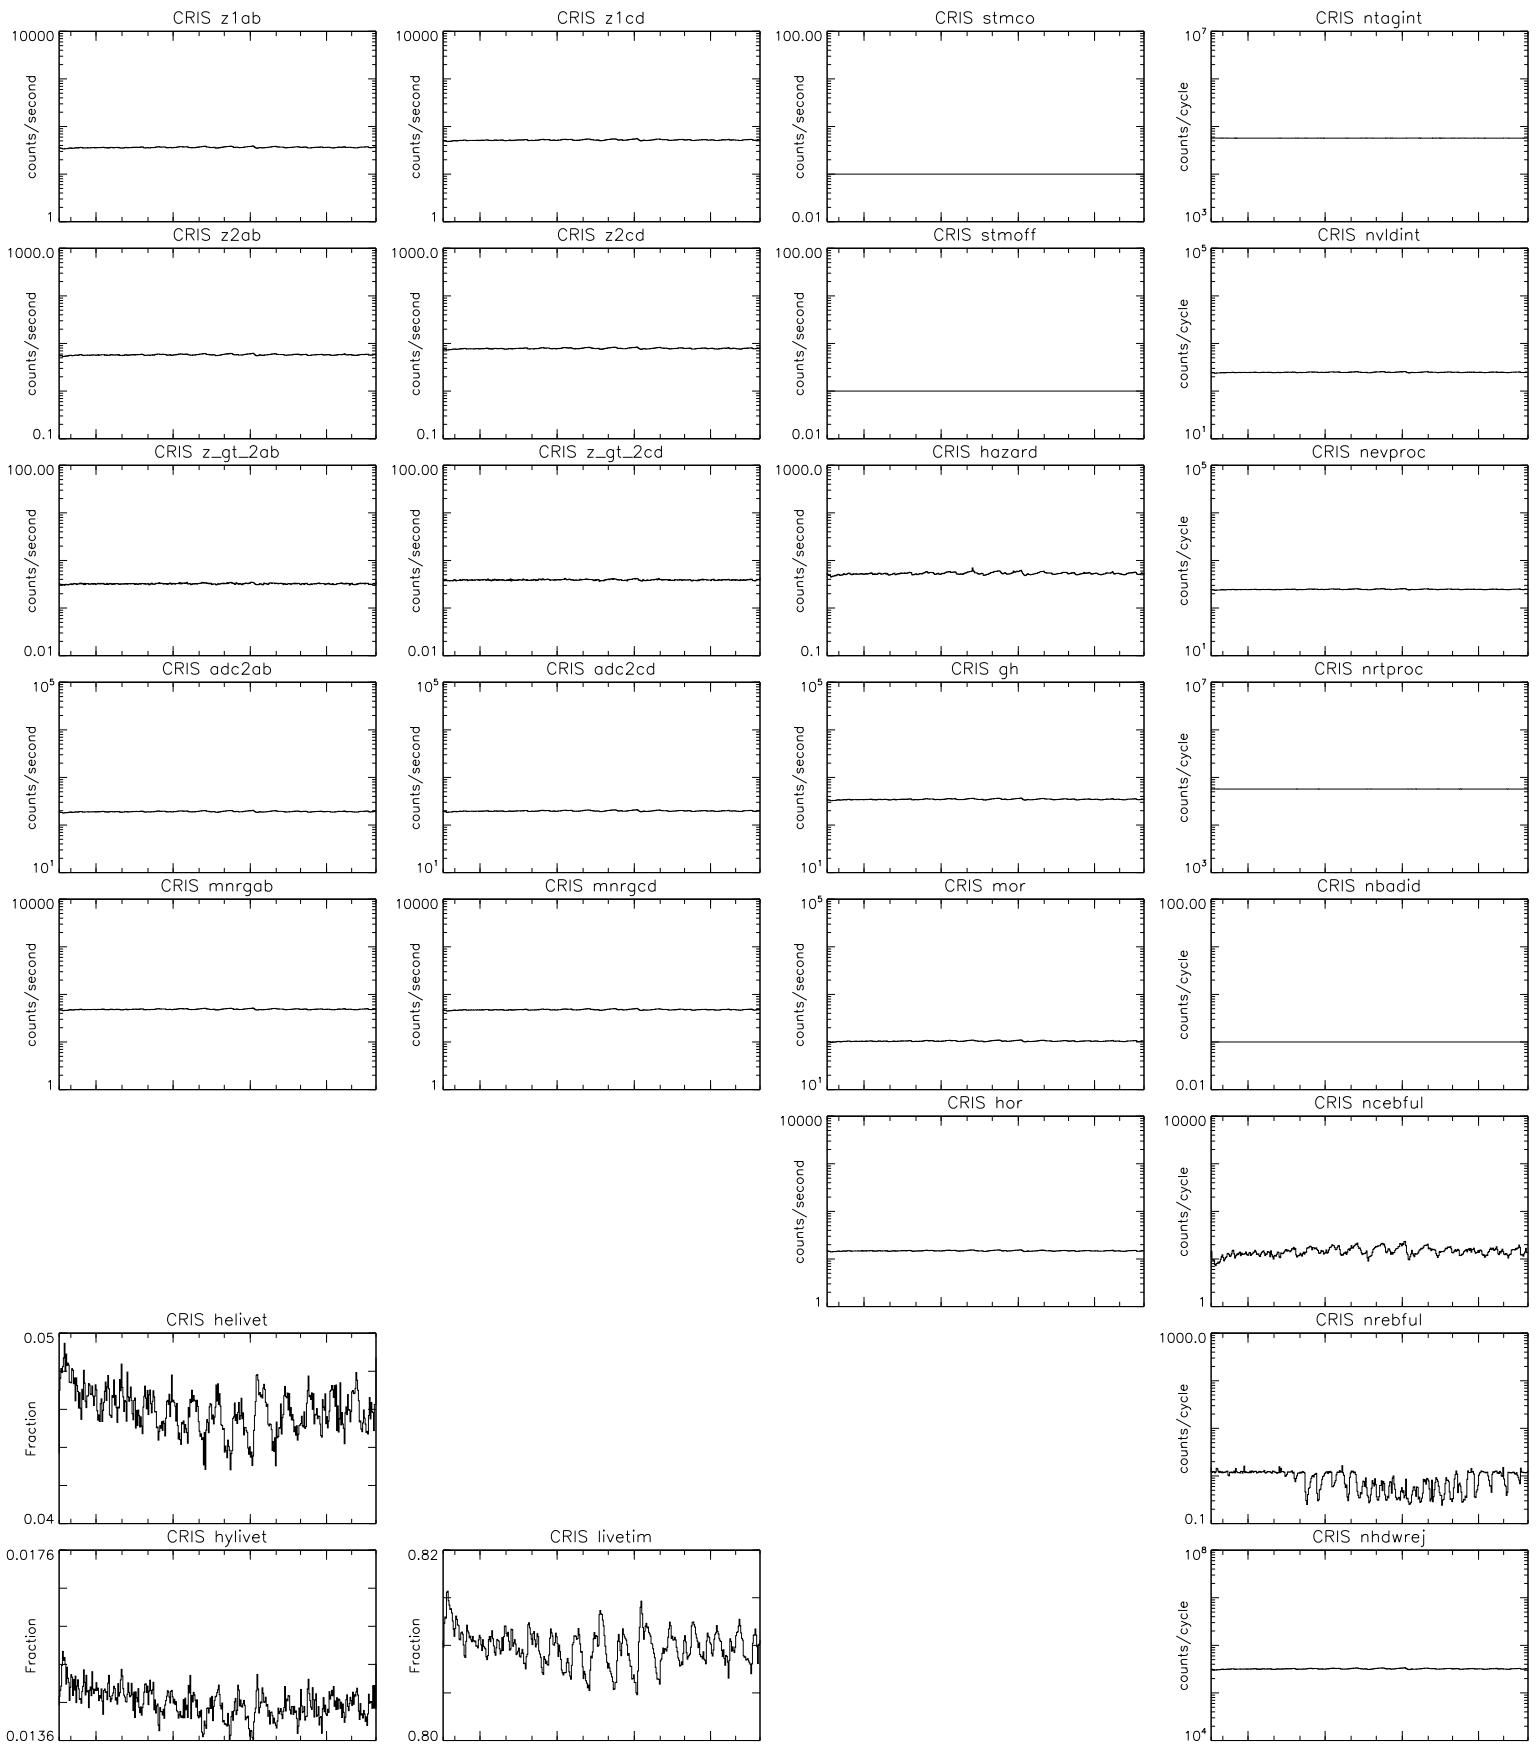 CRIS z1ab
CRIS z1cd
CRIS stmco
CRIS ntagint
10000
counts/second
1
10000
counts/second
1
100.00
counts/second
0.01
10^7
counts/cycle
10^3
CRIS z2ab
CRIS z2cd
CRIS stmoff
CRIS nvldint
1000.0
counts/second
0.1
1000.0
counts/second
0.1
100.00
counts/second
0.01
10^5
counts/cycle
10^1
CRIS z_gt_2ab
CRIS z_gt_2cd
CRIS hazard
CRIS nevproc
100.00
counts/second
0.01
100.00
counts/second
0.01
1000.0
counts/second
0.1
10^5
counts/cycle
10^1
CRIS adc2ab
CRIS adc2cd
CRIS gh
CRIS nrtproc
10^5
counts/second
10^1
10^5
counts/second
10^1
10^5
counts/second
10^1
10^7
counts/cycle
10^3
CRIS mnrgab
CRIS mnrgcd
CRIS mor
CRIS nbadid
10000
counts/second
1
10000
counts/second
1
10^5
counts/second
10^1
100.00
counts/cycle
0.01
CRIS hor
CRIS ncebful
10000
counts/second
1
10000
counts/cycle
1
CRIS helivet
CRIS nrebful
0.05
Fraction
0.04
1000.0
counts/cycle
0.1
CRIS hylivet
CRIS livetim
CRIS nhdwrej
0.0176
Fraction
0.0136
0.82
Fraction
0.80
10^8
counts/cycle
10^4